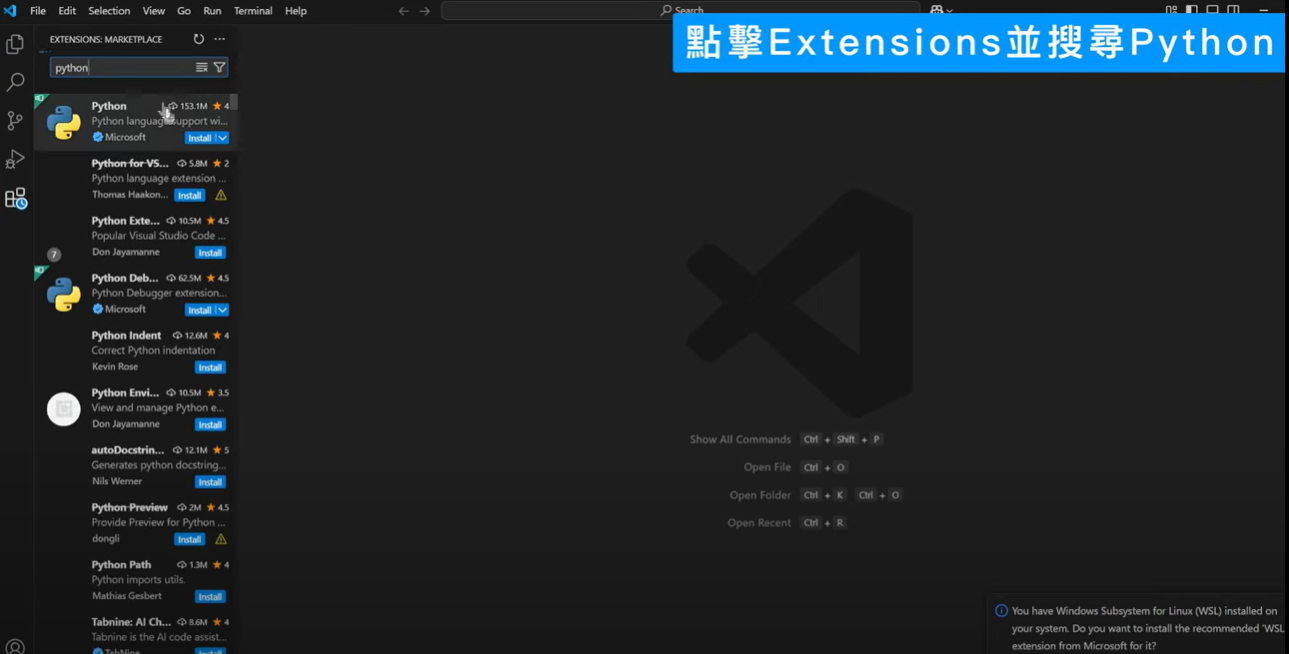 File Edit Selection View Go Run Terminal Help
Search
點擊Extensions並搜尋Python
EXTENSIONS: MARKETPLACE
python
Python 153.1M 4
Python language support wi...
Microsoft Install
Python for VS... 5.8M 2
Python language extension ...
Thomas Haakon... Install
Python Exte... 10.5M 4.5
Popular Visual Studio Code ...
Don Jayamanne Install
7
Python Deb... 62.5M 4.5
Python Debugger extension...
Microsoft Install
Python Indent 12.6M 4
Correct Python indentation
Kevin Rose Install
Python Envi... 10.5M 3.5
View and manage Python e...
Don Jayamanne Install
autoDocstrin... 12.1M 5
Generates python docstring...
Nils Werner Install
Python Preview 2M 4.5
Provide Preview for Python ...
dongli Install
Python Path 1.3M 4
Python imports utils.
Mathias Gesbert Install
Tabnine: AI Ch... 8.6M 4
Tabnine is the AI code assist...
TabNine Install
Show All Commands Ctrl + Shift + P
Open File Ctrl + O
Open Folder Ctrl + K Ctrl + O
Open Recent Ctrl + R
You have Windows Subsystem for Linux (WSL) installed on
your system. Do you want to install the recommended 'WSL
extension from Microsoft for it?